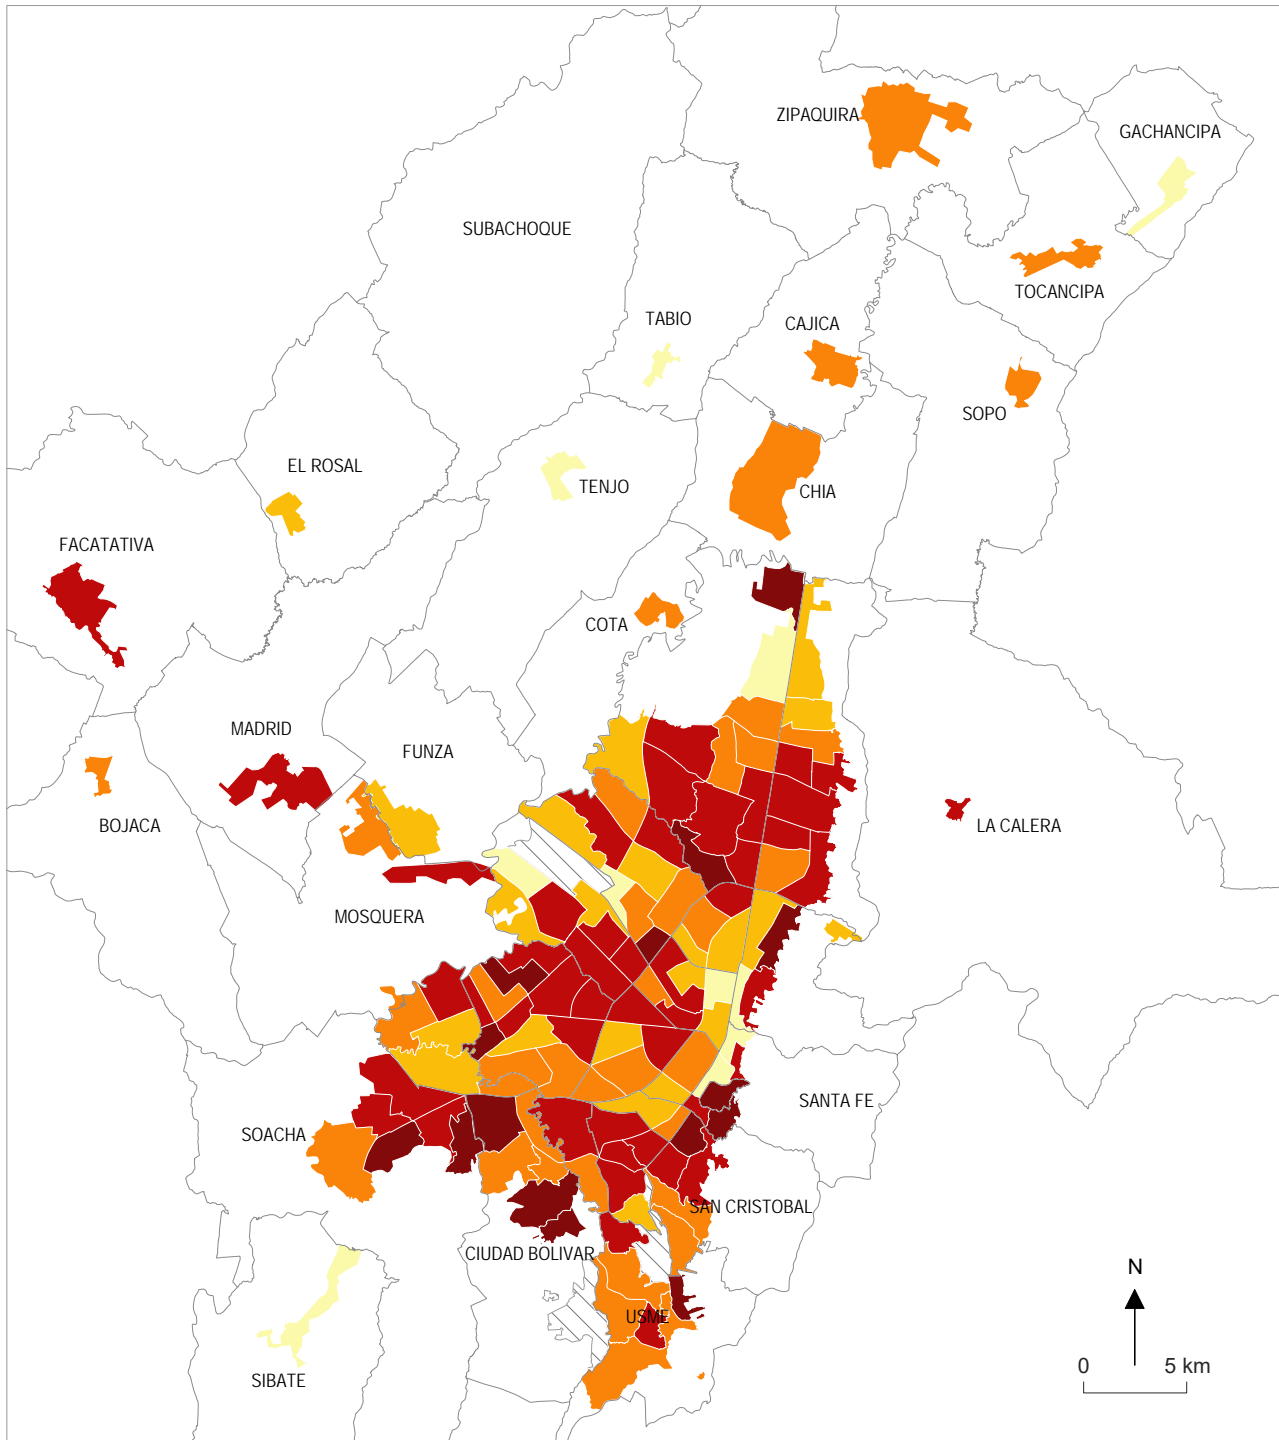 ZIPAQUIRA
GACHANCIPA
SUBACHOQUE
TOCANCIPA
TABIO
CAJICA
SOPO
EL ROSAL
TENJO
CHIA
FACATATIVA
COTA
MADRID
FUNZA
BOJACA
LA CALERA
MOSQUERA
SANTA FE
SOACHA
SAN CRISTOBAL
CIUDAD BOLIVAR
N
USME
0 5 km
SIBATE